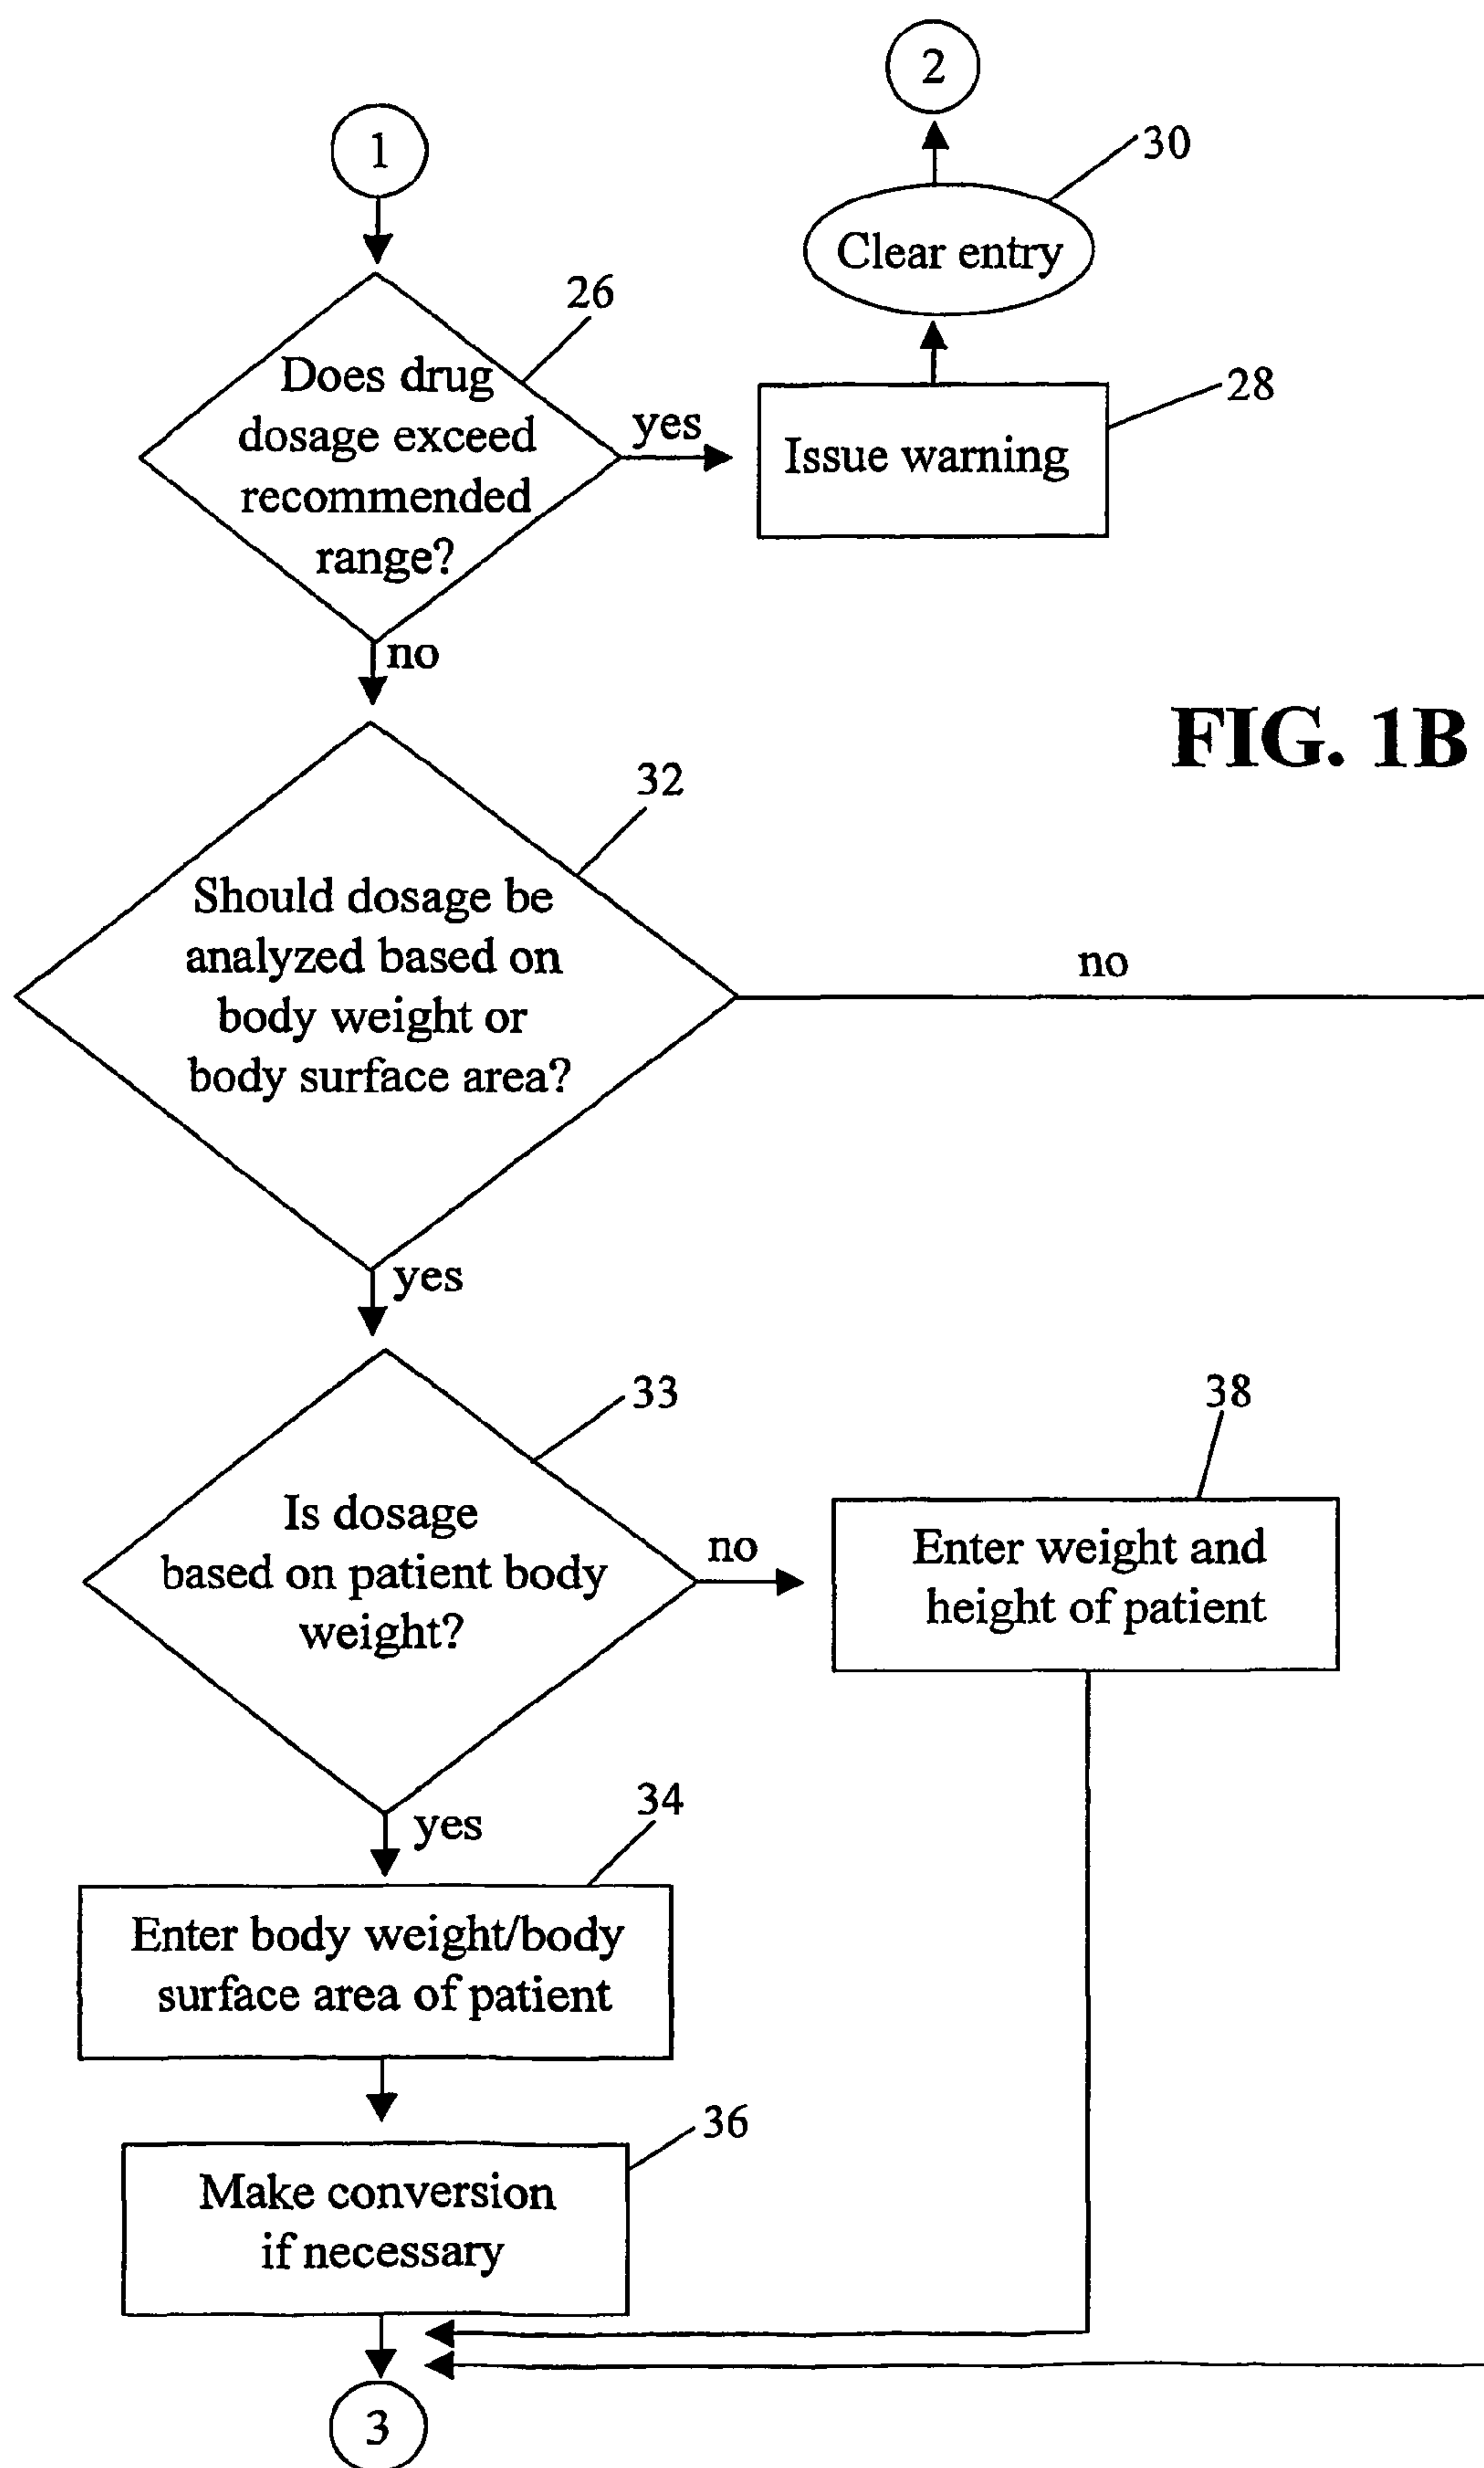 2
1
30
Clear entry
26
Does drug
dosage exceed
recommended
range?
yes
28
Issue warning
no
FIG. 1B
32
Should dosage be
analyzed based on
body weight or
body surface area?
no
yes
33
Is dosage
based on patient body
weight?
no
38
Enter weight and
height of patient
yes
34
Enter body weight/body
surface area of patient
36
Make conversion
if necessary
3